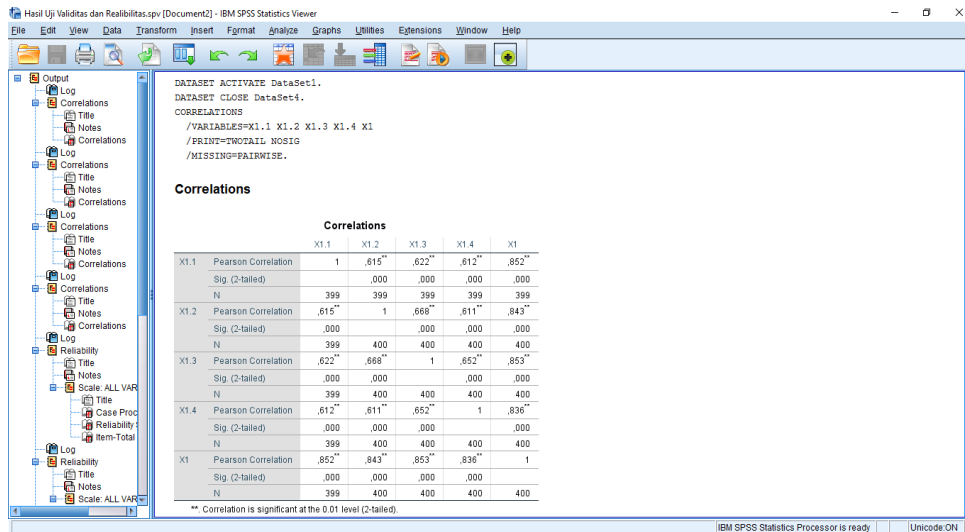 Hasil Uji Validitas dan Realibilitas.spv [Document2] - IBM SPSS Statistics Viewer
File Edit View Data Transform Insert Format Analyze Graphs Utilities Extensions Window Help
Output
Log
Correlations
Title
Notes
Correlations
Log
Correlations
Title
Notes
Correlations
Log
Correlations
Title
Notes
Correlations
Log
Correlations
Title
Notes
Correlations
Log
Reliability
Title
Notes
Scale: ALL VAR
Title
Case Proc
Reliability
Item-Total
Log
Reliability
Title
Notes
Scale: ALL VAR
DATASET ACTIVATE DataSet1.
DATASET CLOSE DataSet4.
CORRELATIONS
/VARIABLES=X1.1 X1.2 X1.3 X1.4 X1
/PRINT=TWOTAIL NOSIG
/MISSING=PAIRWISE.
Correlations
Correlations
X1.1 X1.2 X1.3 X1.4 X1
X1.1 Pearson Correlation 1 ,615** ,622** ,612** ,852**
Sig. (2-tailed) ,000 ,000 ,000 ,000
N 399 399 399 399 399
X1.2 Pearson Correlation ,615** 1 ,668** ,611** ,843**
Sig. (2-tailed) ,000 ,000 ,000 ,000
N 399 400 400 400 400
X1.3 Pearson Correlation ,622** ,668** 1 ,652** ,853**
Sig. (2-tailed) ,000 ,000 ,000 ,000
N 399 400 400 400 400
X1.4 Pearson Correlation ,612** ,611** ,652** 1 ,836**
Sig. (2-tailed) ,000 ,000 ,000 ,000
N 399 400 400 400 400
X1 Pearson Correlation ,852** ,843** ,853** ,836** 1
Sig. (2-tailed) ,000 ,000 ,000 ,000
N 399 400 400 400 400
**. Correlation is significant at the 0.01 level (2-tailed).
IBM SPSS Statistics Processor is ready Unicode:ON